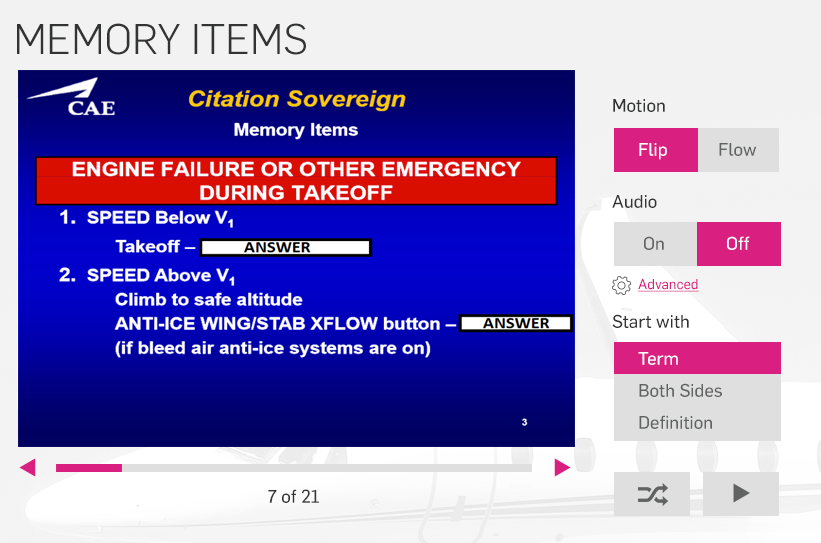 MEMORY ITEMS
CAE
Citation Sovereign
Memory Items
ENGINE FAILURE OR OTHER EMERGENCY
DURING TAKEOFF
1. SPEED Below V1
Takeoff – ANSWER
2. SPEED Above V1
Climb to safe altitude
ANTI-ICE WING/STAB XFLOW button – ANSWER
(if bleed air anti-ice systems are on)
3
7 of 21
Motion
Flip Flow
Audio
On Off
Advanced
Start with
Term
Both Sides
Definition